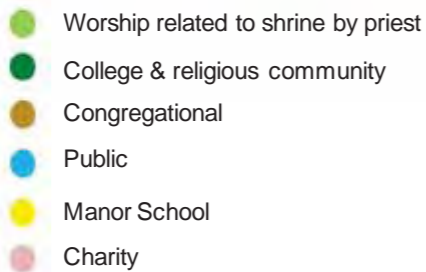 Worship related to shrine by priest
College & religious community
Congregational
Public
Manor School
Charity